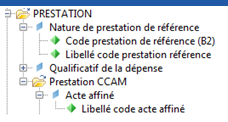 PRESTATION
Nature de prestation de référence
Code prestation de référence (B2)
Libellé code prestation référence
Qualificatif de la dépense
Prestation CCAM
Acte affiné
Libellé code acte affiné